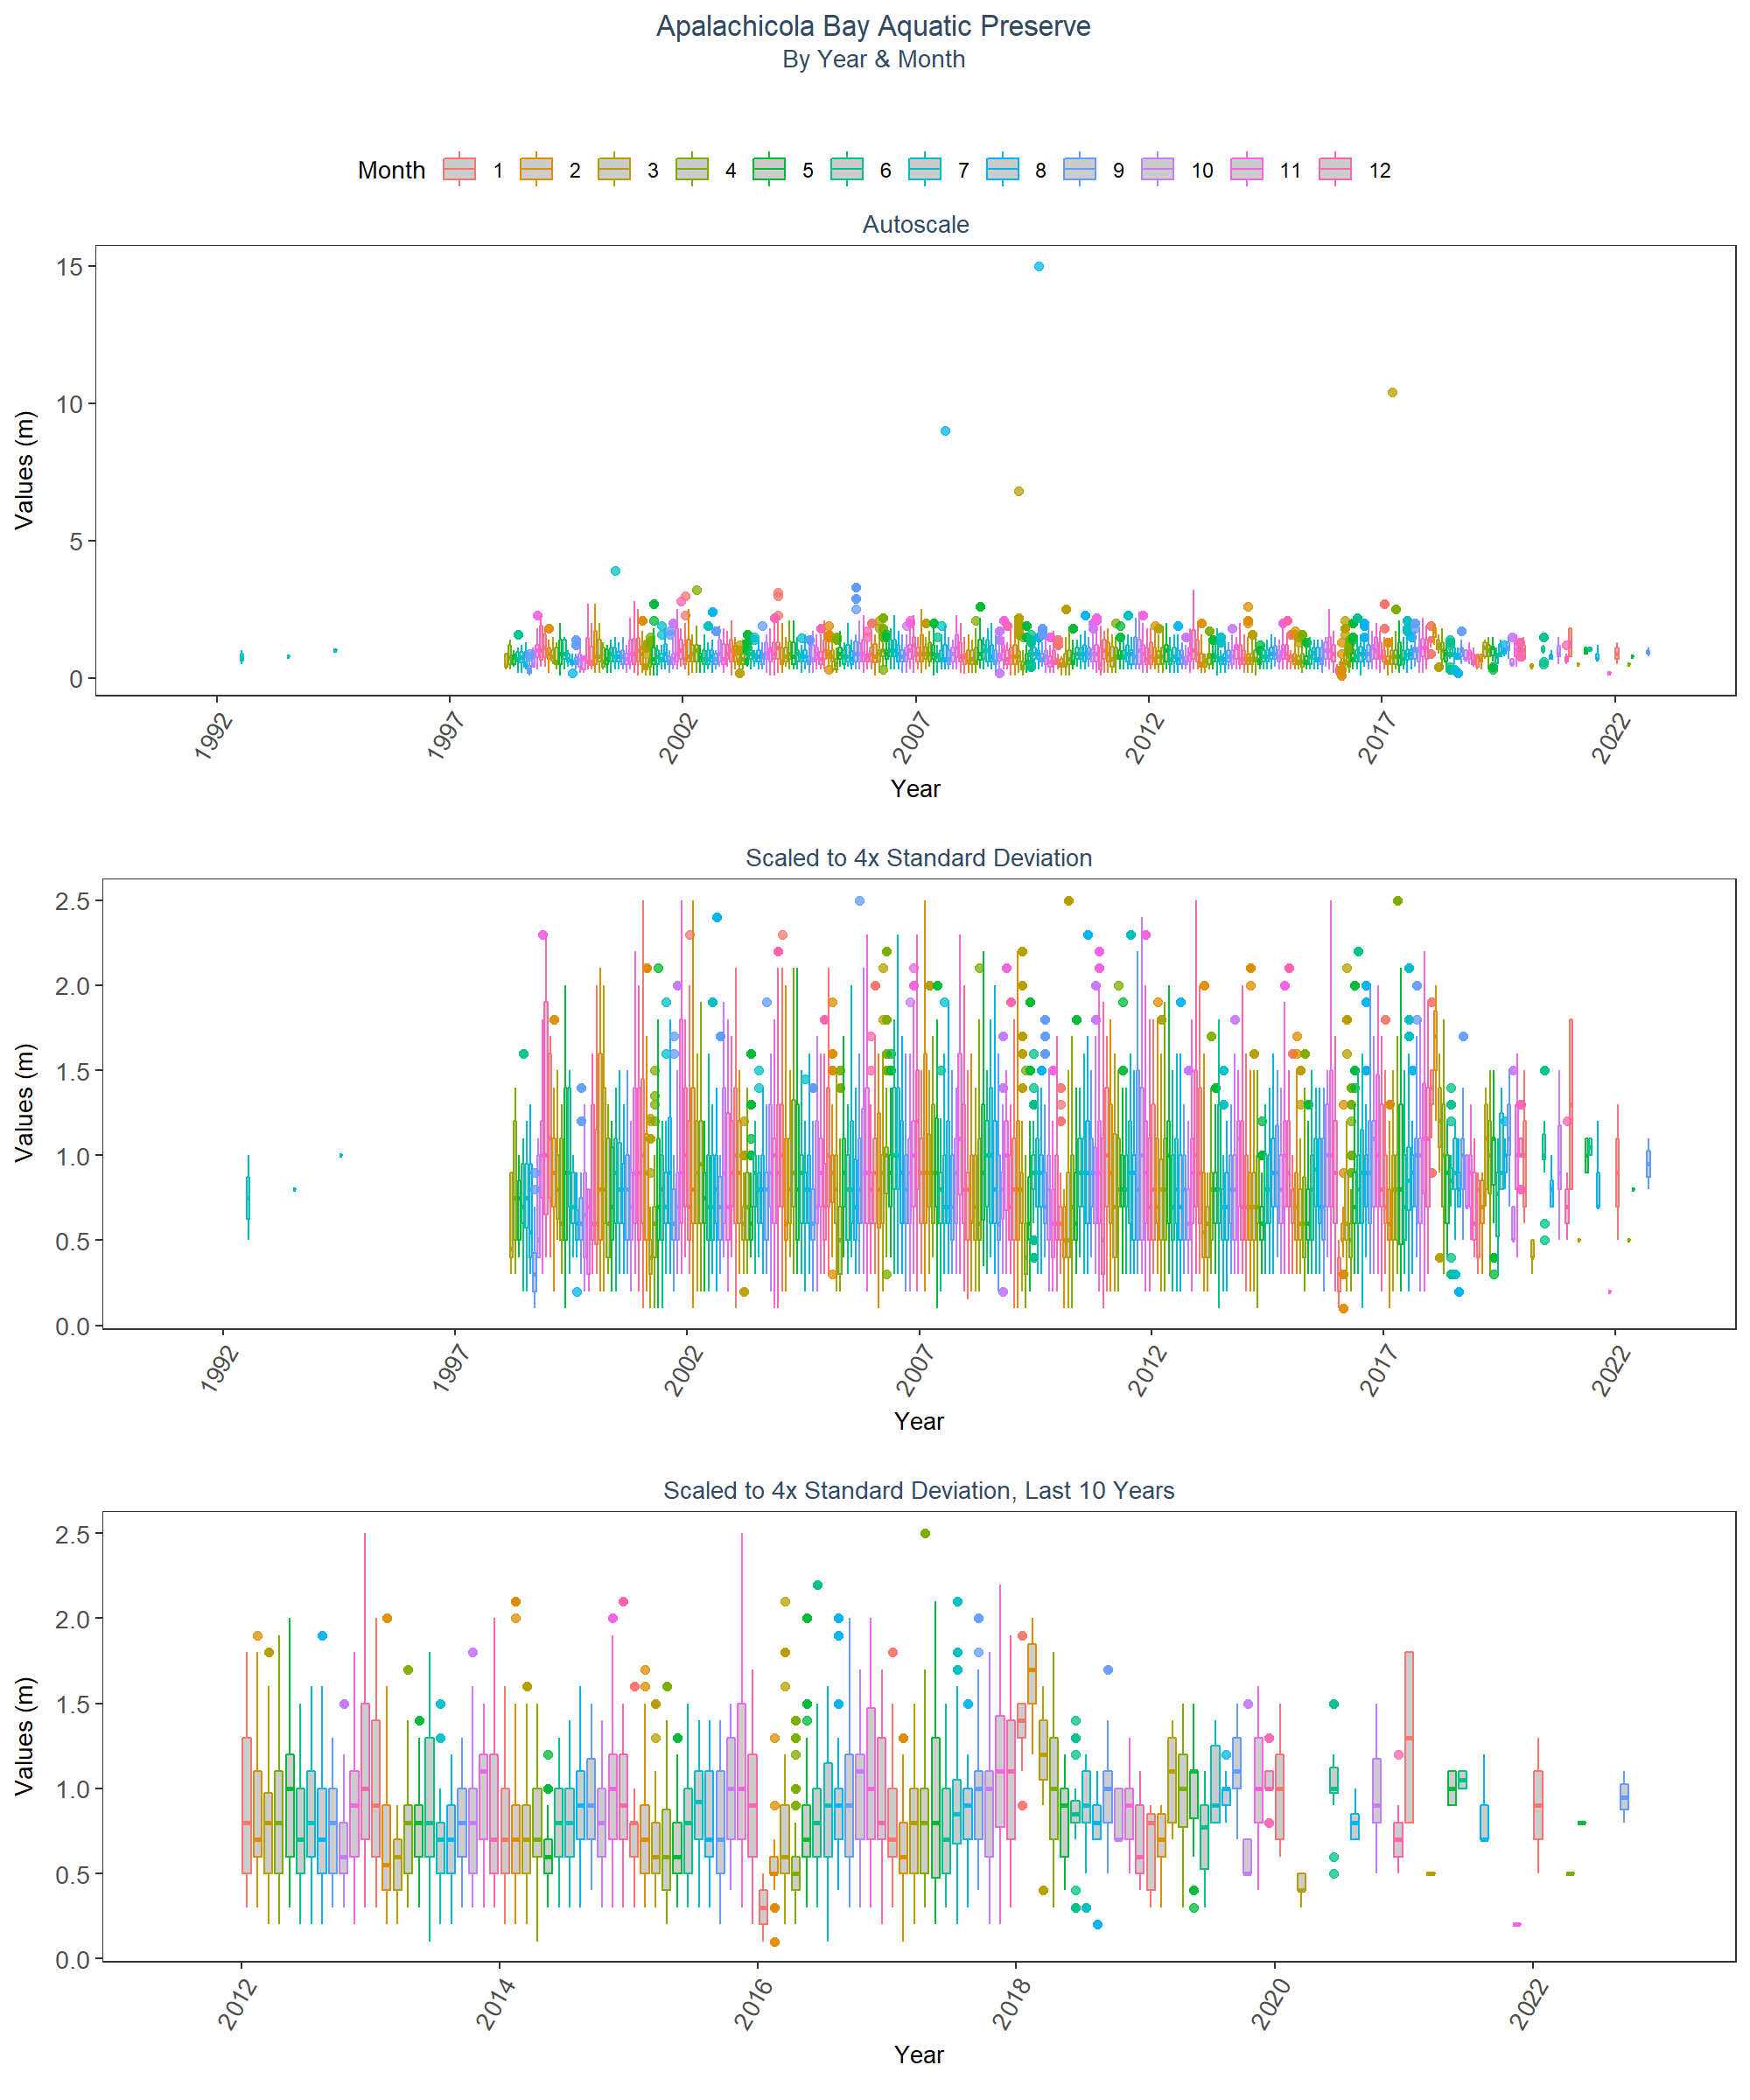 Apalachicola Bay Aquatic Preserve
By Year & Month
Month 1 2 3 4 5 6 7 8 9 10 11 12
Autoscale
15
10
5
0
Values (m)
1992 1997 2002 2007 2012 2017 2022
Year
Scaled to 4x Standard Deviation
2.5
2.0
1.5
1.0
0.5
0.0
Values (m)
1992 1997 2002 2007 2012 2017 2022
Year
Scaled to 4x Standard Deviation, Last 10 Years
2.5
2.0
1.5
1.0
0.5
0.0
Values (m)
2012 2014 2016 2018 2020 2022
Year